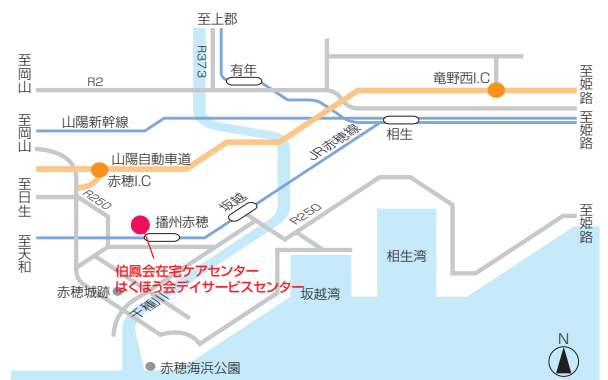 至上郡
至岡山
R2
R373
有年
竜野西I.C
至姫路
山陽新幹線
至岡山
相生
至姫路
JR赤穂線
山陽自動車道
赤穂I.C
至日生
R250
坂越
播州赤穂
R250
至姫路
至天和
相生湾
伯鳳会在宅ケアセンター
はくほう会デイサービスセンター
赤穂城跡
千種川
坂越湾
赤穂海浜公園
N